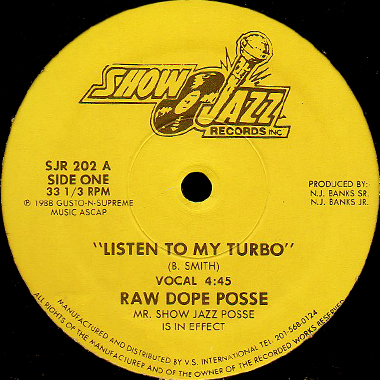 SHOW JAZZ
RECORDS INC
SJR 202 A
SIDE ONE
33 1/3 RPM
℗ 1988 GUSTO-N-SUPREME
MUSIC ASCAP
PRODUCED BY:
N.J. BANKS SR.
N.J. BANKS JR.
"LISTEN TO MY TURBO"
(B. SMITH)
VOCAL 4:45
RAW DOPE POSSE
MR. SHOW JAZZ POSSE
IS IN EFFECT
MANUFACTURED AND DISTRIBUTED BY V.S. INTERNATIONAL TEL 201-568-0124
ALL RIGHTS OF THE MANUFACTURER AND OF THE OWNER OF THE RECORDED WORKS RESERVED.